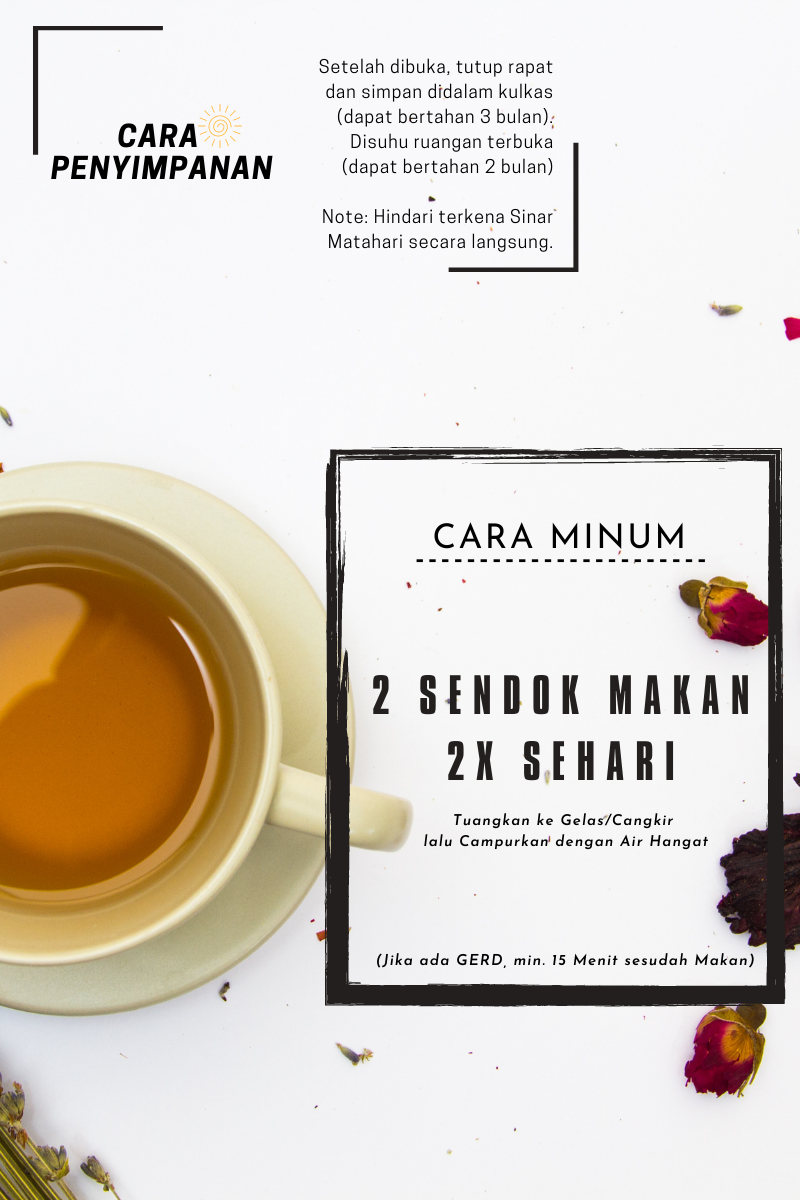 CARA
PENYIMPANAN
Setelah dibuka, tutup rapat
dan simpan didalam kulkas
(dapat bertahan 3 bulan).
Disuhu ruangan terbuka
(dapat bertahan 2 bulan)
Note: Hindari terkena Sinar
Matahari secara langsung.
CARA MINUM
2 SENDOK MAKAN
2X SEHARI
Tuangkan ke Gelas/Cangkir
lalu Campurkan dengan Air Hangat
(Jika ada GERD, min. 15 Menit sesudah Makan)